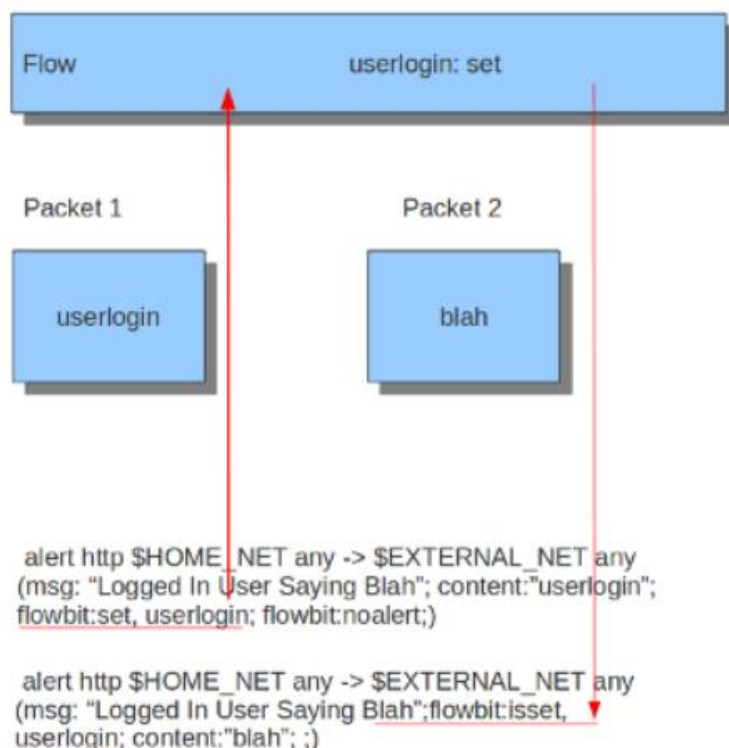 Flow userlogin: set
Packet 1 Packet 2
userlogin blah
alert http $HOME_NET any -> $EXTERNAL_NET any
(msg: “Logged In User Saying Blah”; content:”userlogin”;
flowbit:set, userlogin; flowbit:noalert;)
alert http $HOME_NET any -> $EXTERNAL_NET any
(msg: “Logged In User Saying Blah”;flowbit:isset,
userlogin; content:”blah”; ;)